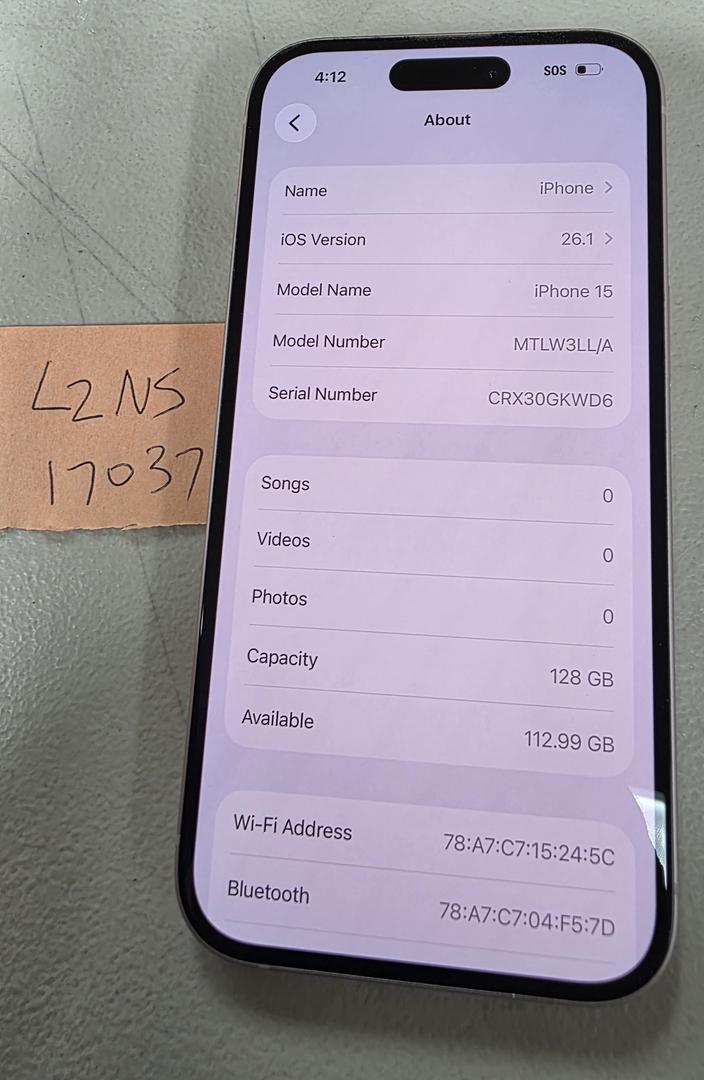 4:12 SOS
About
Name iPhone
iOS Version 26.1
Model Name iPhone 15
Model Number MTLW3LL/A
Serial Number CRX30GKWD6
Songs 0
Videos 0
Photos 0
Capacity 128 GB
Available 112.99 GB
Wi-Fi Address 78:A7:C7:15:24:5C
Bluetooth 78:A7:C7:04:F5:7D
L2NS
17037